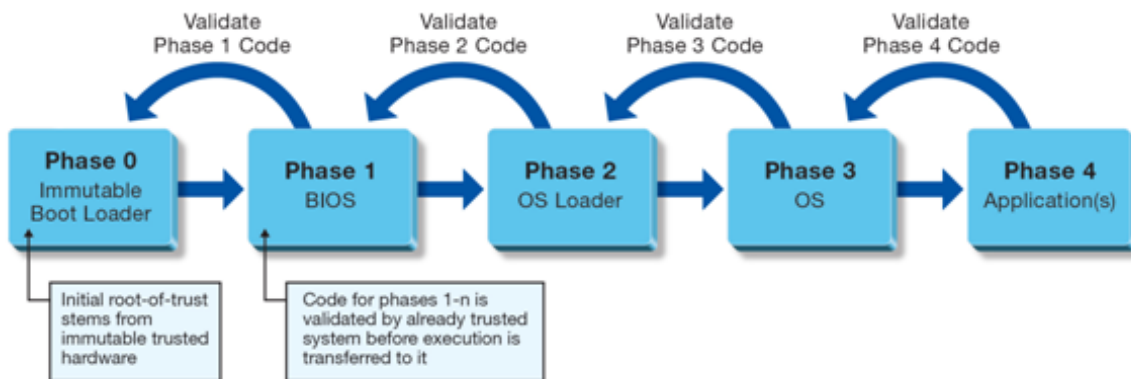 Validate
Phase 1 Code
Validate
Phase 2 Code
Validate
Phase 3 Code
Validate
Phase 4 Code
Phase 0
Immutable
Boot Loader
Phase 1
BIOS
Phase 2
OS Loader
Phase 3
OS
Phase 4
Application(s)
Initial root-of-trust
stems from
immutable trusted
hardware
Code for phases 1-n is
validated by already trusted
system before execution is
transferred to it